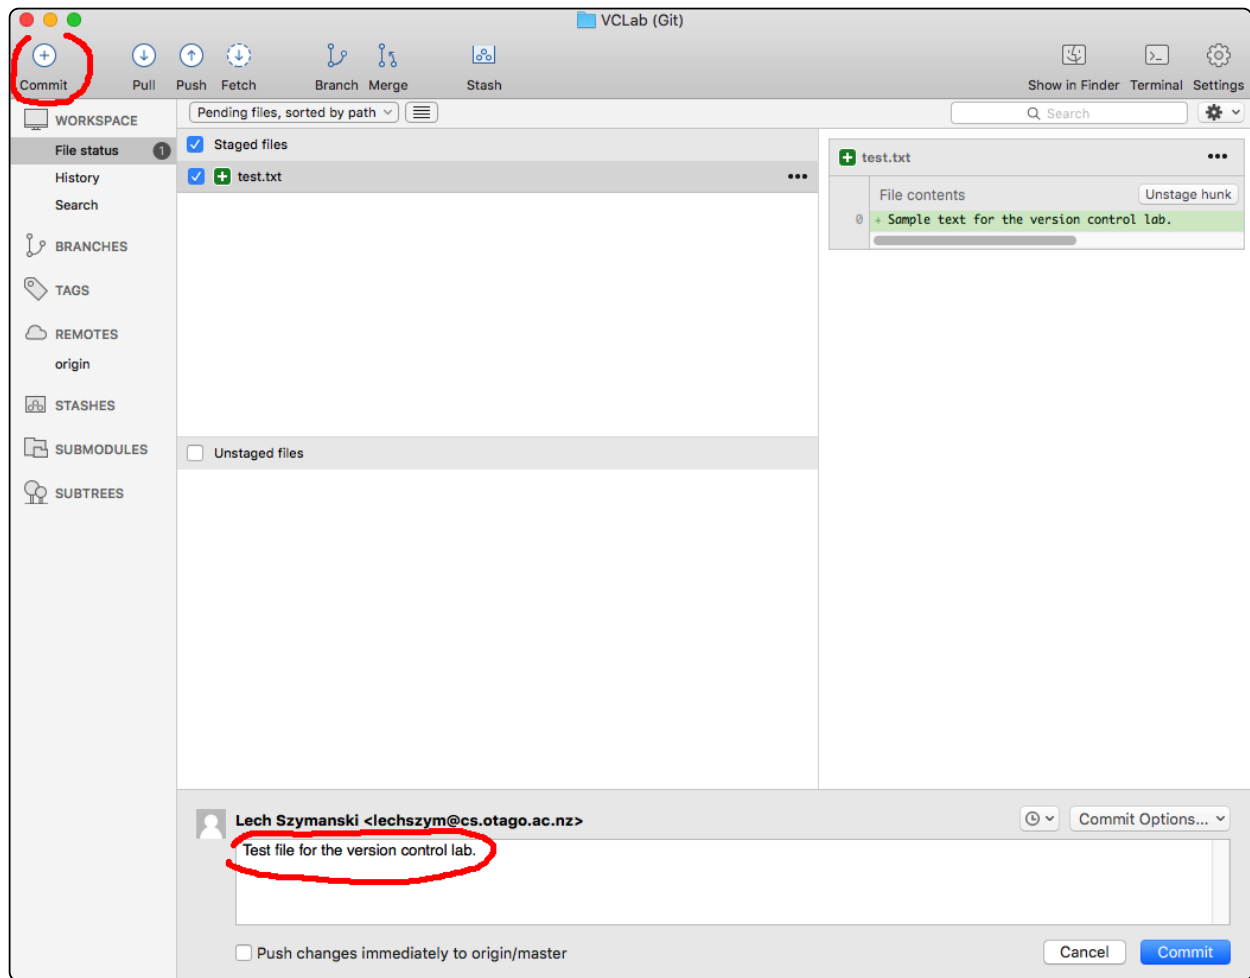 VCLab (Git)
Commit Pull Push Fetch Branch Merge Stash Show in Finder Terminal Settings
WORKSPACE
File status 1
History
Search
BRANCHES
TAGS
REMOTES
origin
STASHES
SUBMODULES
SUBTREES
Pending files, sorted by path
Search
Staged files
test.txt
Unstaged files
test.txt
File contents Unstage hunk
0 + Sample text for the version control lab.
Lech Szymanski <lechszym@cs.otago.ac.nz>
Commit Options...
Test file for the version control lab.
Push changes immediately to origin/master
Cancel Commit